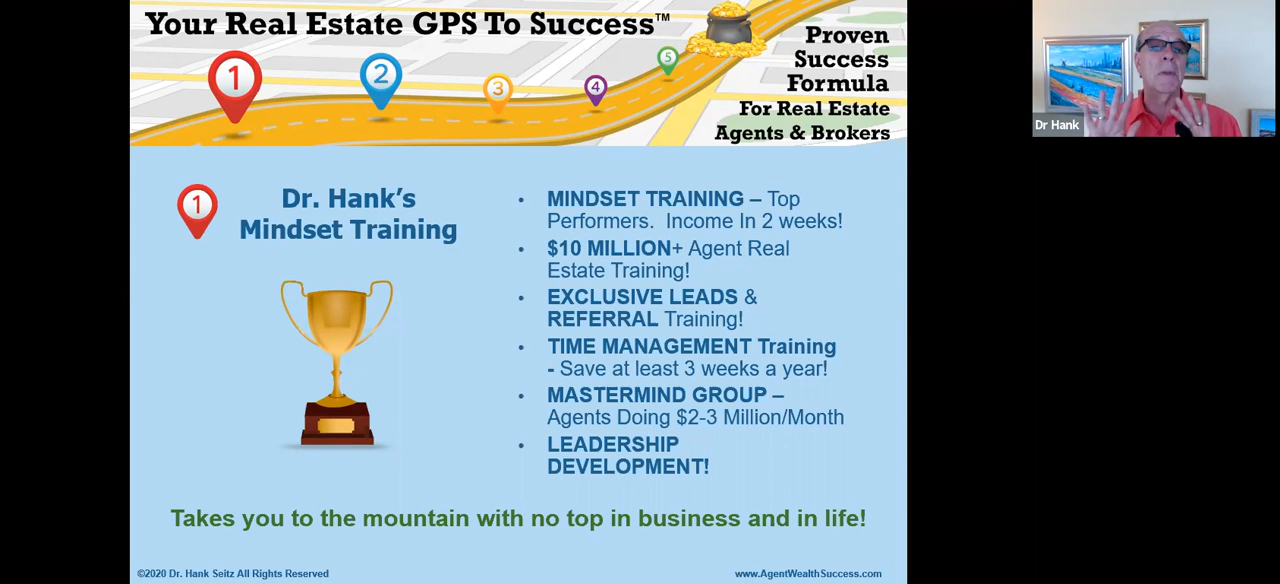 Your Real Estate GPS To Success™
Proven
Success
Formula
For Real Estate
Agents & Brokers
1
2
3
4
5
Dr Hank
1
Dr. Hank's
Mindset Training
• MINDSET TRAINING – Top
Performers. Income In 2 weeks!
• $10 MILLION+ Agent Real
Estate Training!
• EXCLUSIVE LEADS &
REFERRAL Training!
• TIME MANAGEMENT Training
- Save at least 3 weeks a year!
• MASTERMIND GROUP –
Agents Doing $2-3 Million/Month
• LEADERSHIP
DEVELOPMENT!
Takes you to the mountain with no top in business and in life!
©2020 Dr. Hank Seitz All Rights Reserved
www.AgentWealthSuccess.com